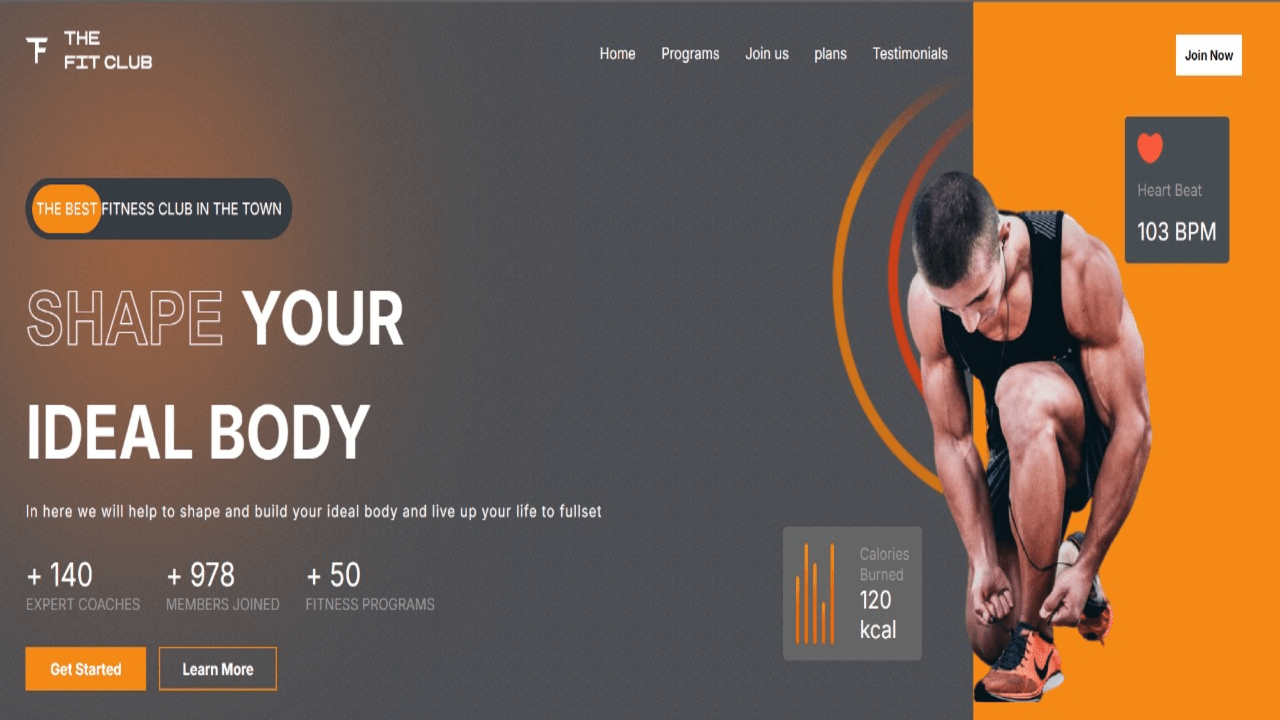 THE
FIT CLUB
Home Programs Join us plans Testimonials
Join Now
Heart Beat
103 BPM
THE BEST FITNESS CLUB IN THE TOWN
SHAPE YOUR
IDEAL BODY
In here we will help to shape and build your ideal body and live up your life to fullset
+ 140 + 978 + 50
EXPERT COACHES MEMBERS JOINED FITNESS PROGRAMS
Calories
Burned
120
kcal
Get Started Learn More